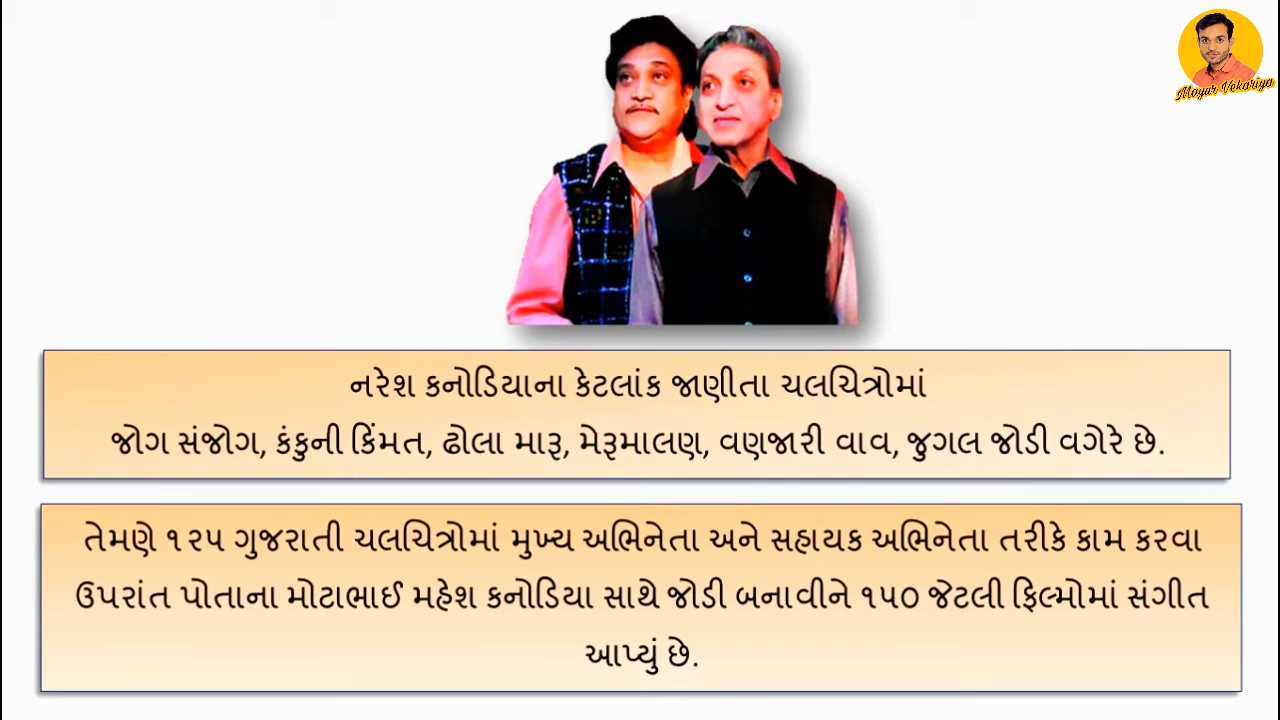 Mayur Vekariya
નરેશ કનોડિયાના કેટલાંક જાણીતા ચલચિત્રોમાં
જોગ સંજોગ, કંકુની કિંમત, ઢોલા મારૂ, મેરૂમાલણ, વણજારી વાવ, જુગલ જોડી વગેરે છે.
તેમણે ૧૨૫ ગુજરાતી ચલચિત્રોમાં મુખ્ય અભિનેતા અને સહાયક અભિનેતા તરીકે કામ કરવા
ઉપરાંત પોતાના મોટાભાઈ મહેશ કનોડિયા સાથે જોડી બનાવીને ૧૫૦ જેટલી ફિલ્મોમાં સંગીત
આપ્યું છે.